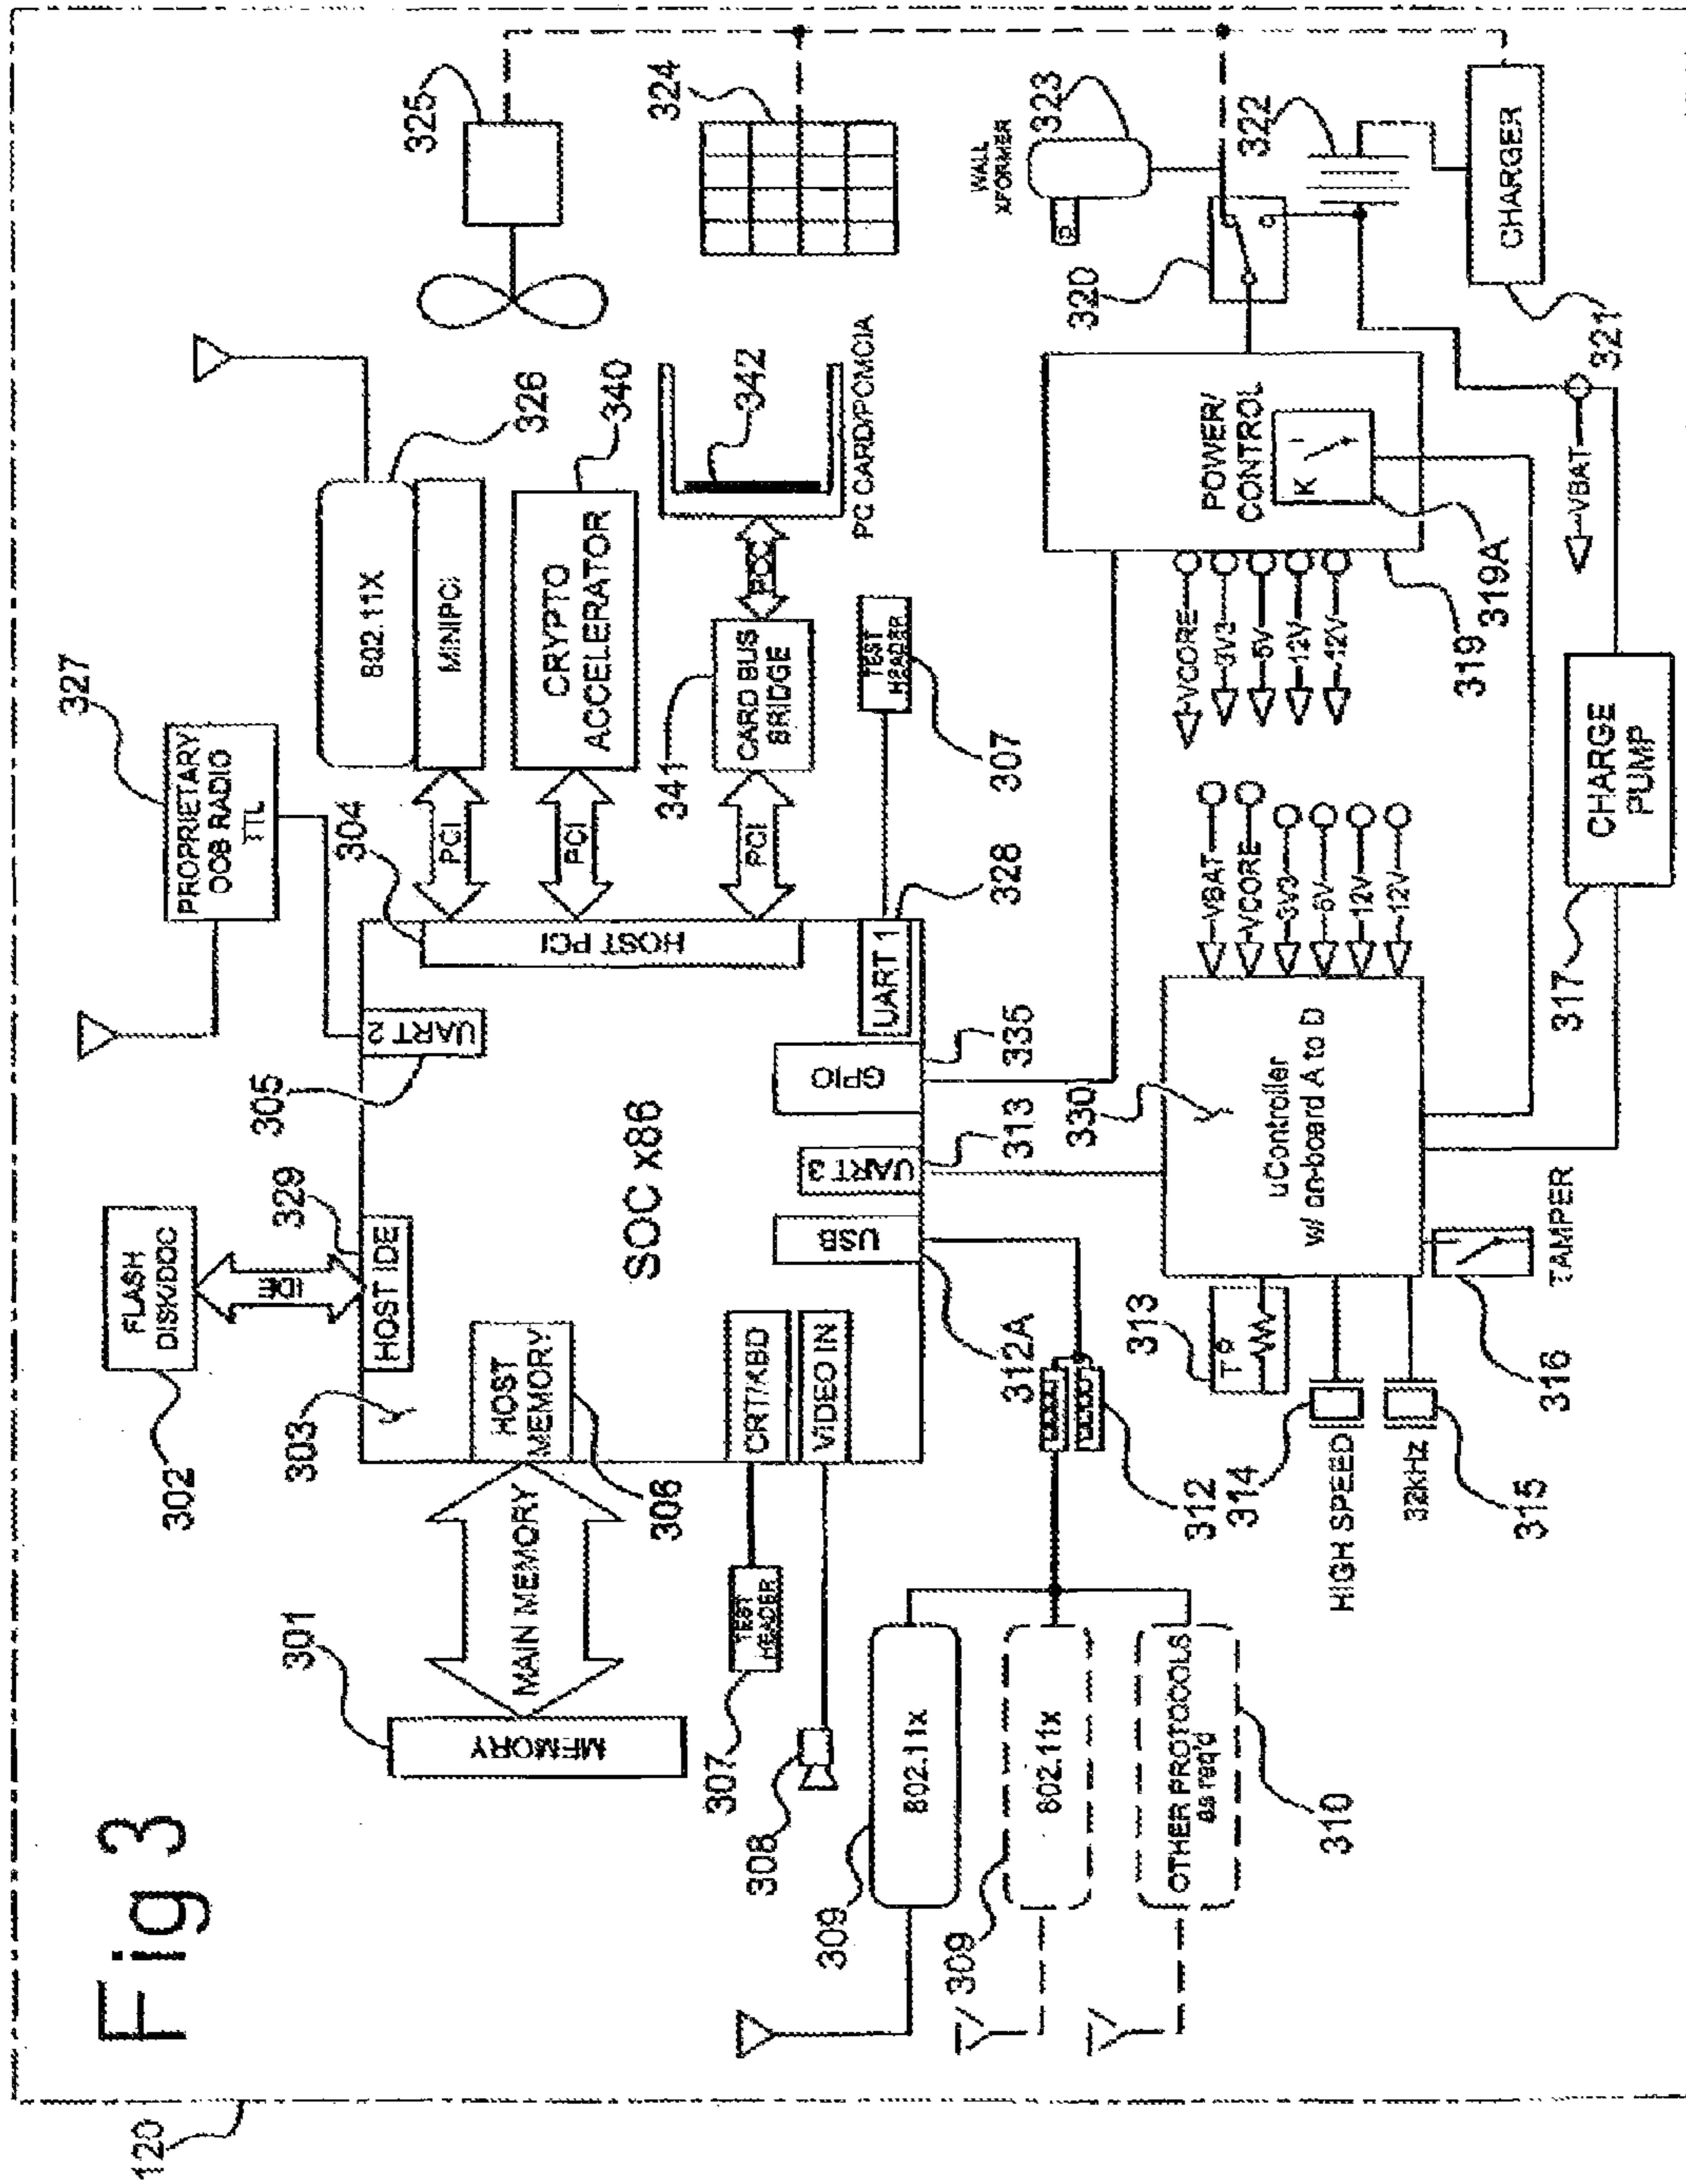 Fig 3
120
301
MEMORY
MAIN MEMORY
302
FLASH
DISK/DOC
IDE
329
HOST IDE
303
HOST
MEMORY
306
SOC x86
305
UART 2
327
PROPRIETARY
OOB RADIO
TTL
304
HOST PCI
PCI
PCI
PCI
802.11X
MINIPCI
326
CRYPTO
ACCELERATOR
340
341
CARD BUS
BRIDGE
PCC
342
PC CARD/PCMCIA
325
324
307
TEST
HEADER
CRT/KBD
VIDEO IN
308
USB
312A
UART 3
313
GPIO
335
UART 1
328
TEST
HEADER
307
309
802.11x
309
802.11x
OTHER PROTOCOLS
as req'd
310
312
313
T°
314
HIGH SPEED
315
32kHz
316
TAMPER
330
uController
w/ on-board A to D
VBAT
VCORE
3V3
5V
12V
-12V
VCORE
3V3
5V
12V
-12V
POWER/
CONTROL
K
319A
319
320
WALL
XFORMER
323
322
CHARGER
321
VBAT
CHARGE
PUMP
317